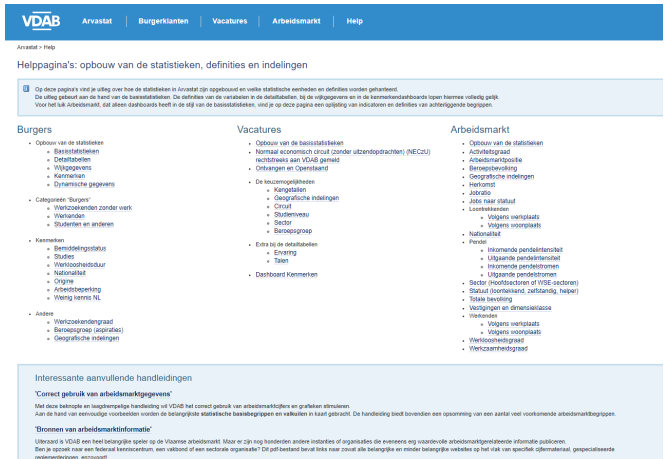 VDAB
Arvastat
Burgerklanten
Vacatures
Arbeidsmarkt
Help
Arvastat > Help
Helppagina's: opbouw van de statistieken, definities en indelingen
Op deze pagina's vind je uitleg over hoe de statistieken in Arvastat zijn opgebouwd en welke statistische eenheden en definities worden gehanteerd.
De uitleg gebeurt aan de hand van de basisstatistieken. De definities van de variabelen in de detailtabellen, bij de wijkgegevens en in de kenmerkendashboards lopen hiermee volledig gelijk.
Voor het luik Arbeidsmarkt, dat alleen dashboards heeft in de stijl van de basisstatistieken, vind je op deze pagina een oplijsting van indicatoren en definities van achterliggende begrippen.
Burgers
Opbouw van de statistieken
Basisstatistieken
Detailtabellen
Wijkgegevens
Kenmerken
Dynamische gegevens
Categorieën "Burgers"
Werkzoekenden zonder werk
Werkenden
Studenten en anderen
Kenmerken
Bemiddelingsstatus
Studies
Werkloosheidsduur
Nationaliteit
Origine
Arbeidsbeperking
Weinig kennis NL
Andere
Werkzoekendengraad
Beroepsgroep (aspiraties)
Geografische indelingen
Vacatures
Opbouw van de basisstatistieken
Normaal economisch circuit (zonder uitzendopdrachten) (NECzU)
rechtstreeks aan VDAB gemeld
Ontvangen en Openstaand
De keuzemogelijkheden
Kengetallen
Geografische indelingen
Circuit
Studieniveau
Sector
Beroepsgroep
Extra bij de detailtabellen
Ervaring
Talen
Dashboard Kenmerken
Arbeidsmarkt
Opbouw van de statistieken
Activiteitsgraad
Arbeidsmarktpositie
Beroepsbevolking
Geografische indelingen
Herkomst
Jobratio
Jobs naar statuut
Loontrekkenden
Volgens werkplaats
Volgens woonplaats
Nationaliteit
Pendel
Inkomende pendelintensiteit
Uitgaande pendelintensiteit
Inkomende pendelstromen
Uitgaande pendelstromen
Sector (Hoofdsectoren of WSE-sectoren)
Statuut (loontrekkend, zelfstandig, helper)
Totale bevolking
Vestigingen en dimensieklasse
Werkenden
Volgens werkplaats
Volgens woonplaats
Werkloosheidsgraad
Werkzaamheidsgraad
Interessante aanvullende handleidingen
'Correct gebruik van arbeidsmarktgegevens'
Met deze beknopte en laagdrempelige handleiding wil VDAB het correct gebruik van arbeidsmarktcijfers en grafieken stimuleren.
Aan de hand van eenvoudige voorbeelden worden de belangrijkste statistische basisbegrippen en valkuilen in kaart gebracht. De handleiding biedt bovendien een opsomming van een aantal veel voorkomende arbeidsmarktbegrippen.
'Bronnen van arbeidsmarktinformatie'
Uiteraard is VDAB een heel belangrijke speler op de Vlaamse arbeidsmarkt. Maar er zijn nog honderden andere instanties of organisaties die eveneens erg waardevolle arbeidsmarktgerelateerde informatie publiceren.
Ben je opzoek naar een federaal kenniscentrum, een vakbond of een sectorale organisatie? Dit pdf-bestand bevat links naar zovat alle belangrijke en minder belangrijke websites op het vlak van specifiek cijfermateriaal, gespecialiseerde
reglementeringen, enzovoort.